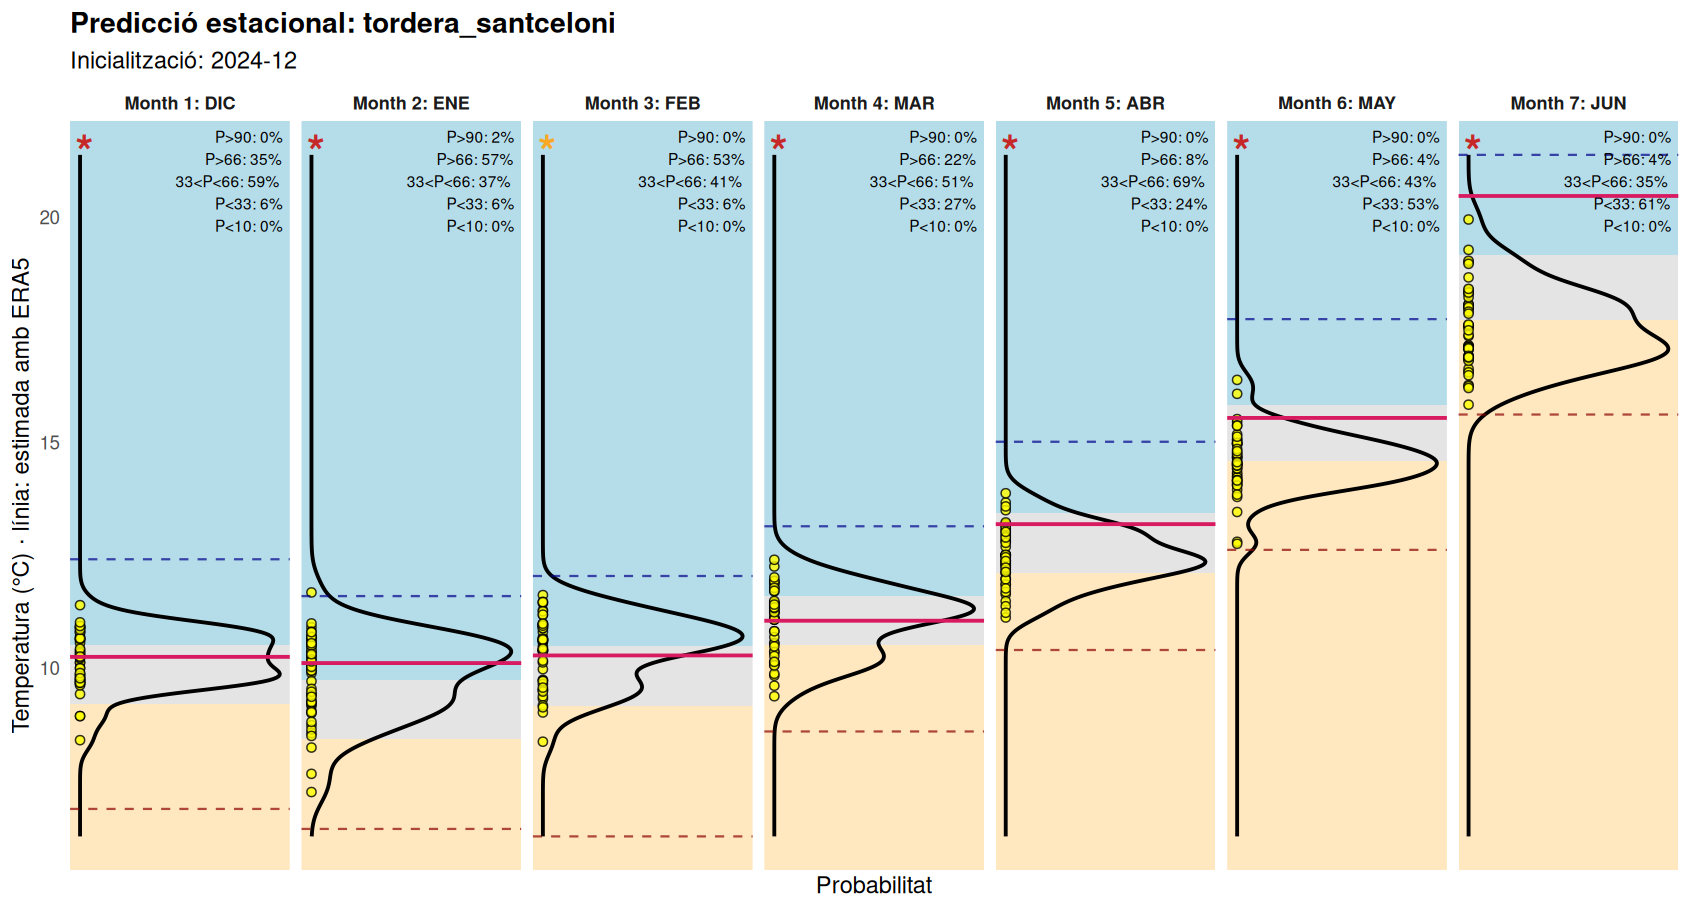 Predicció estacional: tordera_santceloni
Inicialització: 2024-12
Month 1: DIC
Month 2: ENE
Month 3: FEB
Month 4: MAR
Month 5: ABR
Month 6: MAY
Month 7: JUN
*
P>90: 0%
P>66: 35%
33<P<66: 59%
P<33: 6%
P<10: 0%
*
P>90: 2%
P>66: 57%
33<P<66: 37%
P<33: 6%
P<10: 0%
*
P>90: 0%
P>66: 53%
33<P<66: 41%
P<33: 6%
P<10: 0%
*
P>90: 0%
P>66: 22%
33<P<66: 51%
P<33: 27%
P<10: 0%
*
P>90: 0%
P>66: 8%
33<P<66: 69%
P<33: 24%
P<10: 0%
*
P>90: 0%
P>66: 4%
33<P<66: 43%
P<33: 53%
P<10: 0%
*
P>90: 0%
P>66: 4%
33<P<66: 35%
P<33: 61%
P<10: 0%
20
15
10
Temperatura (°C) · línia: estimada amb ERA5
Probabilitat